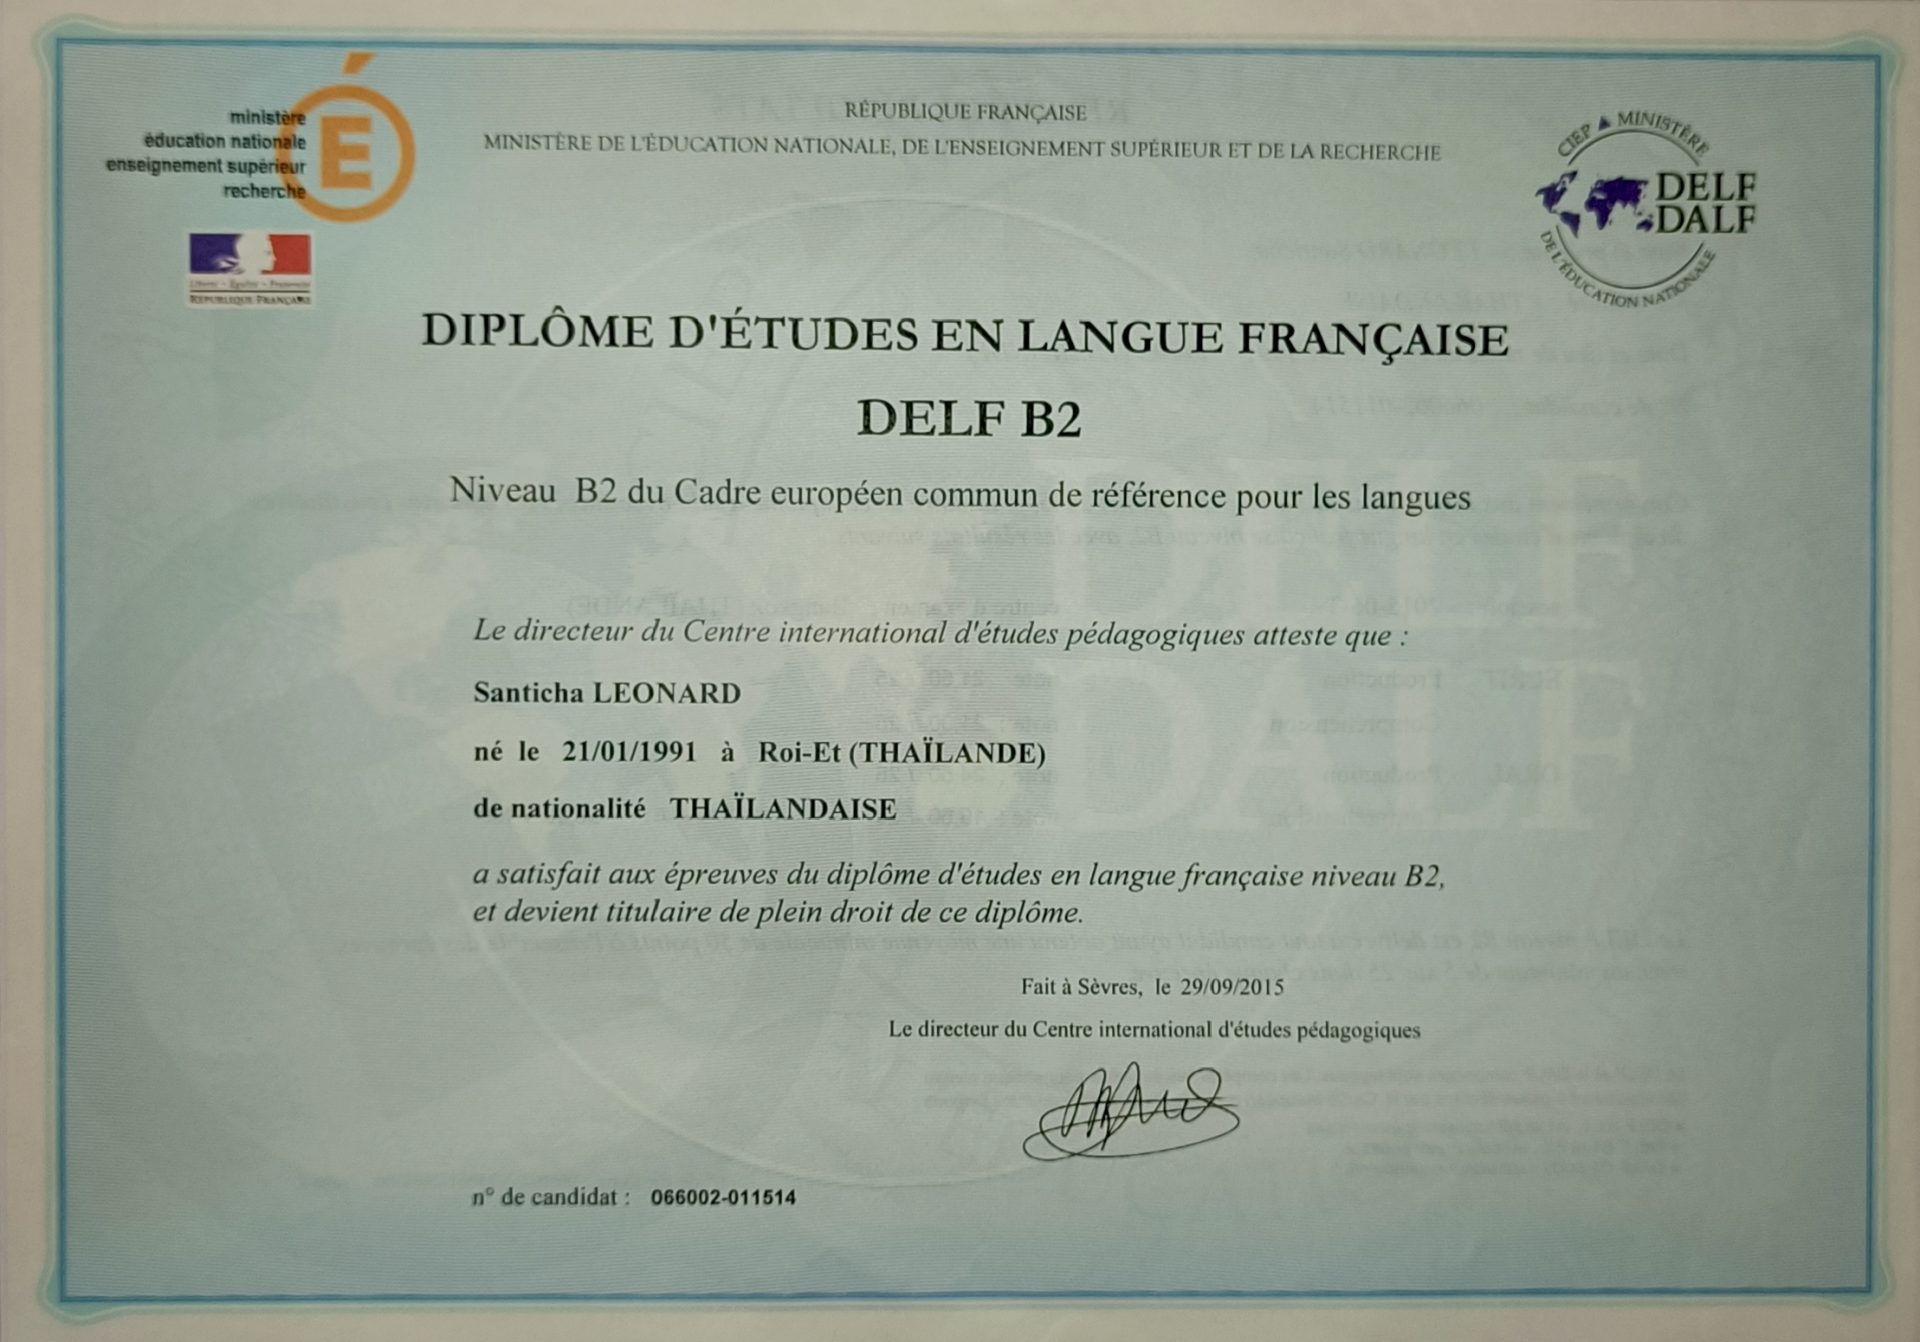 ministère
éducation nationale
enseignement supérieur
recherche
É
Liberté • Égalité • Fraternité
RÉPUBLIQUE FRANÇAISE
RÉPUBLIQUE FRANÇAISE
MINISTÈRE DE L'ÉDUCATION NATIONALE, DE L'ENSEIGNEMENT SUPÉRIEUR ET DE LA RECHERCHE
CIEP ▲ MINISTÈRE
DELF
DALF
DE L'ÉDUCATION NATIONALE
DIPLÔME D'ÉTUDES EN LANGUE FRANÇAISE
DELF B2
Niveau B2 du Cadre européen commun de référence pour les langues
Le directeur du Centre international d'études pédagogiques atteste que :
Santicha LEONARD
né le 21/01/1991 à Roi-Et (THAÏLANDE)
de nationalité THAÏLANDAISE
a satisfait aux épreuves du diplôme d'études en langue française niveau B2,
et devient titulaire de plein droit de ce diplôme.
Fait à Sèvres, le 29/09/2015
Le directeur du Centre international d'études pédagogiques
n° de candidat : 066002-011514